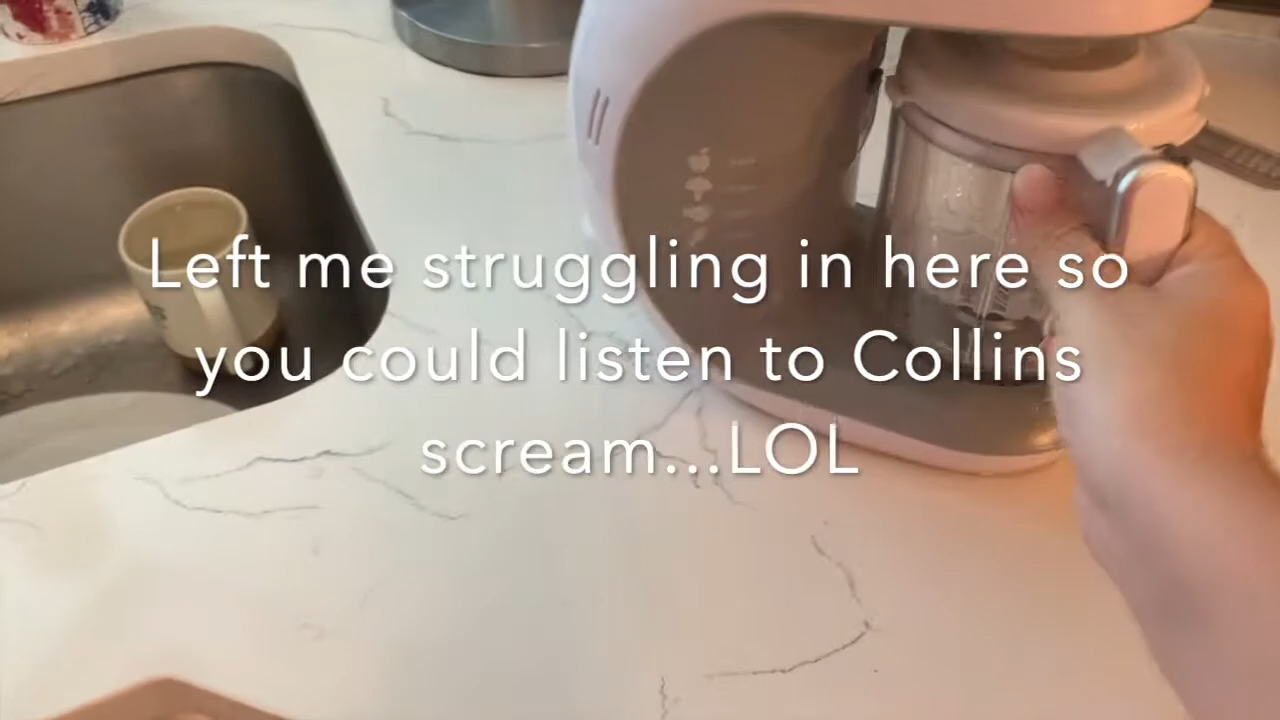 Left me struggling in here so
you could listen to Collins
scream...LOL